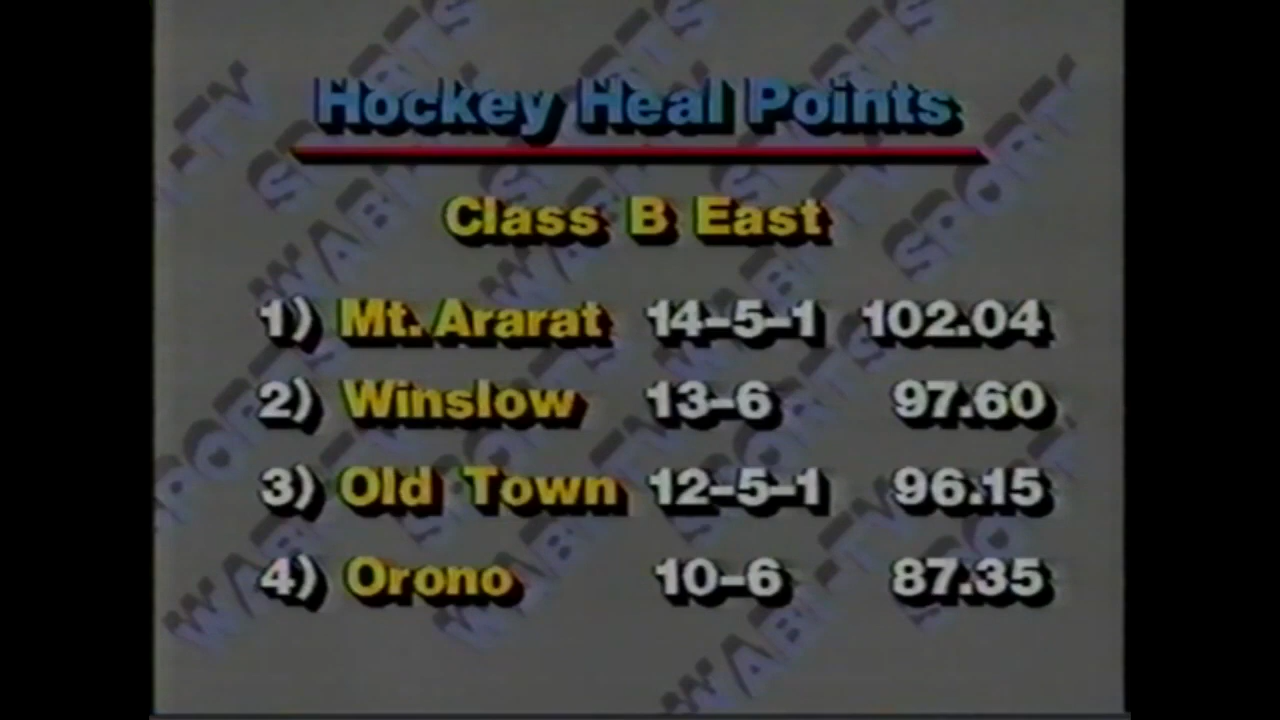 Hockey Heal Points
Class B East
1) Mt. Ararat 14-5-1 102.04
2) Winslow 13-6 97.60
3) Old Town 12-5-1 96.15
4) Orono 10-6 87.35